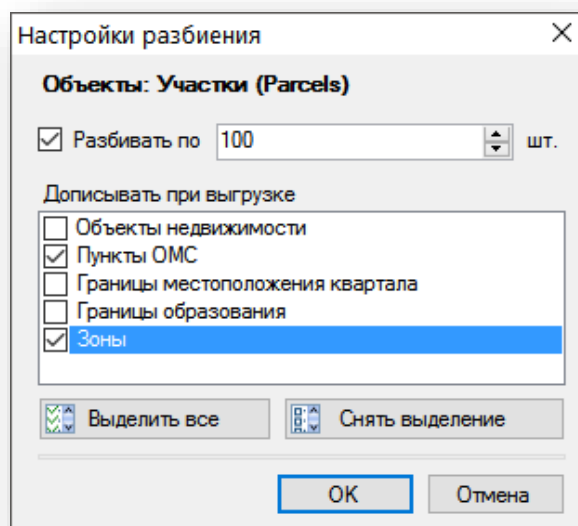 Настройки разбиения
Объекты: Участки (Parcels)
Разбивать по 100 шт.
Дописывать при выгрузке
Объекты недвижимости
Пункты ОМС
Границы местоположения квартала
Границы образования
Зоны
Выделить все Снять выделение
OK Отмена